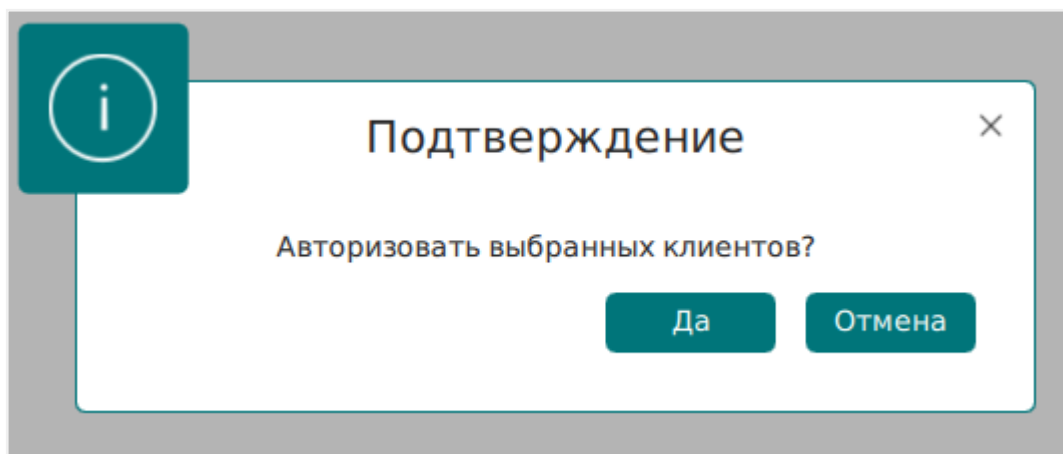 Подтверждение
Авторизовать выбранных клиентов?
Да
Отмена